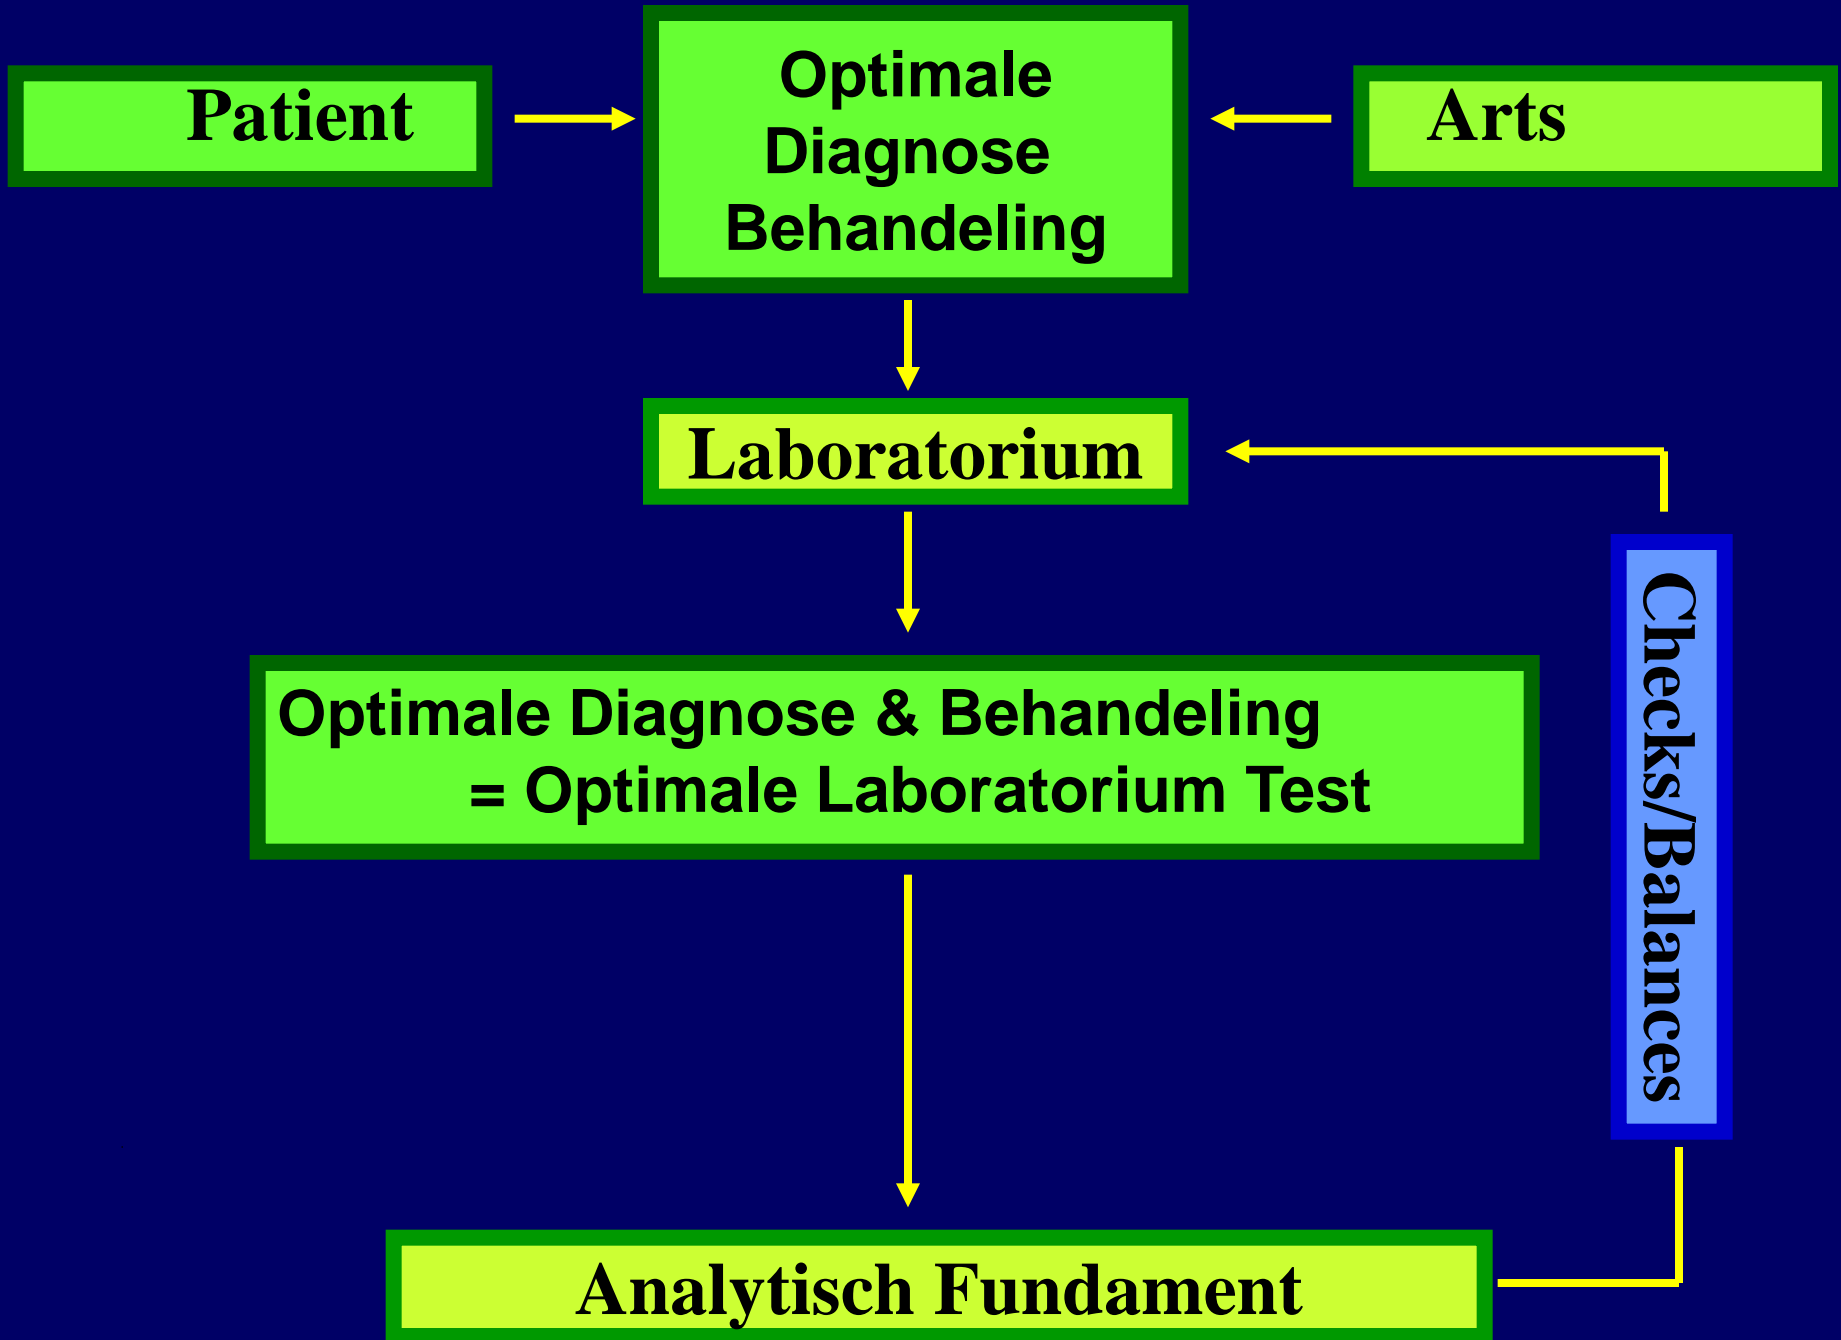 Patient
Optimale
Diagnose
Behandeling
Arts
Laboratorium
Optimale Diagnose & Behandeling
= Optimale Laboratorium Test
Checks/Balances
Analytisch Fundament